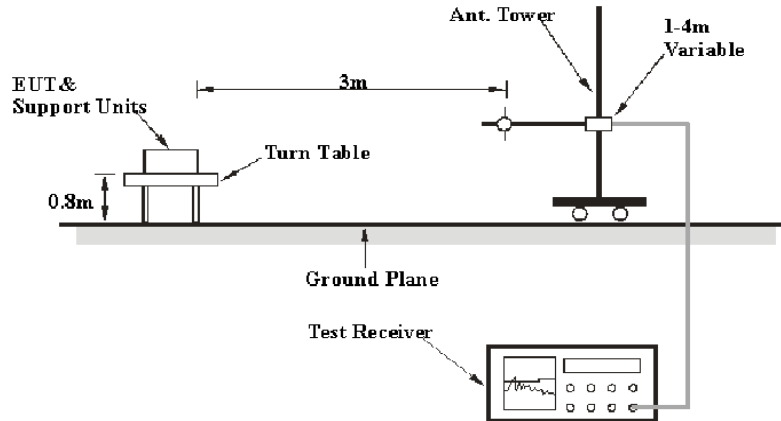 Ant. Tower
1-4m
Variable
EUT&
Support Units
3m
Turn Table
0.8m
Ground Plane
Test Receiver